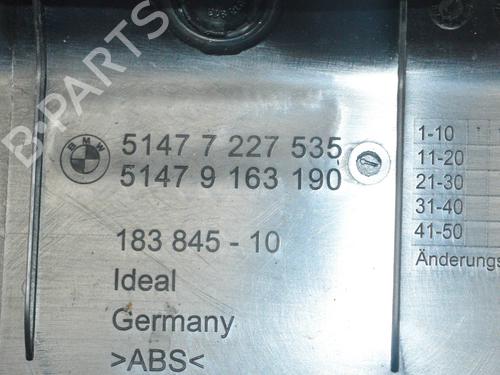 B-PARTS
BMW
5147 7 227 535
5147 9 163 190
183 845 - 10
Ideal
Germany
>ABS<
1-10
11-20
21-30
31-40
41-50
Änderungs